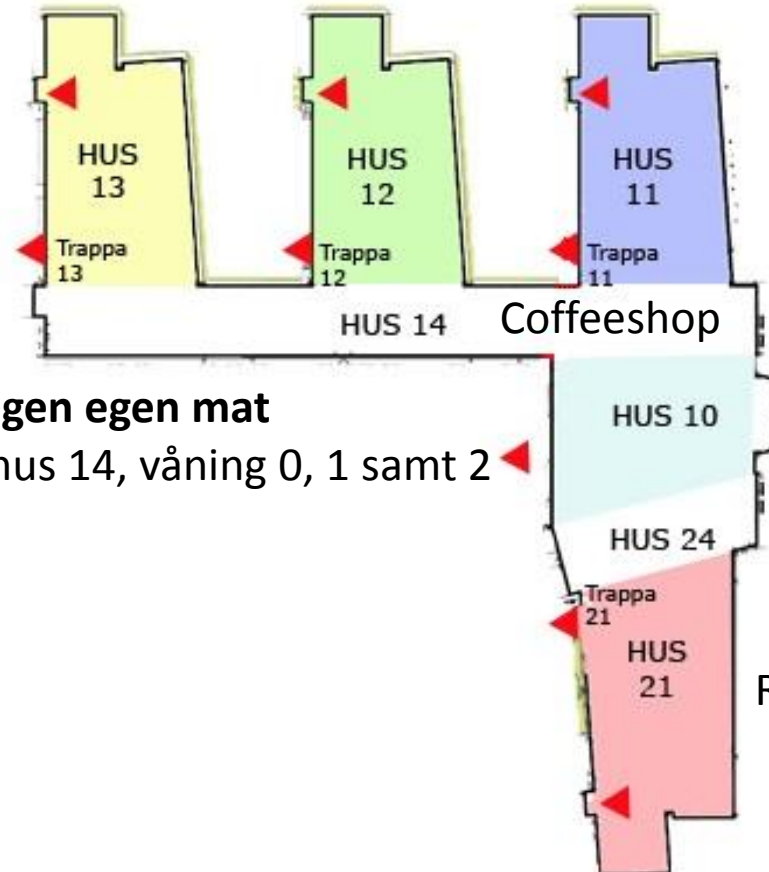 HUS
13
HUS
12
HUS
11
Trappa
13
Trappa
12
Trappa
11
HUS 14
Coffeeshop
gen egen mat
hus 14, våning 0, 1 samt 2
HUS 10
HUS 24
Trappa
21
HUS
21
R